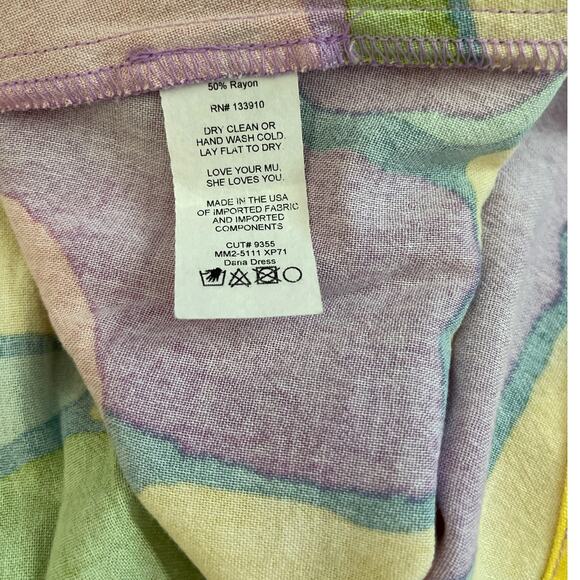 50% Rayon
RN# 133910
DRY CLEAN OR
HAND WASH COLD.
LAY FLAT TO DRY.
LOVE YOUR MU,
SHE LOVES YOU.
MADE IN THE USA
OF IMPORTED FABRIC
AND IMPORTED
COMPONENTS
CUT# 9355
MM2-5111 XP71
Dana Dress